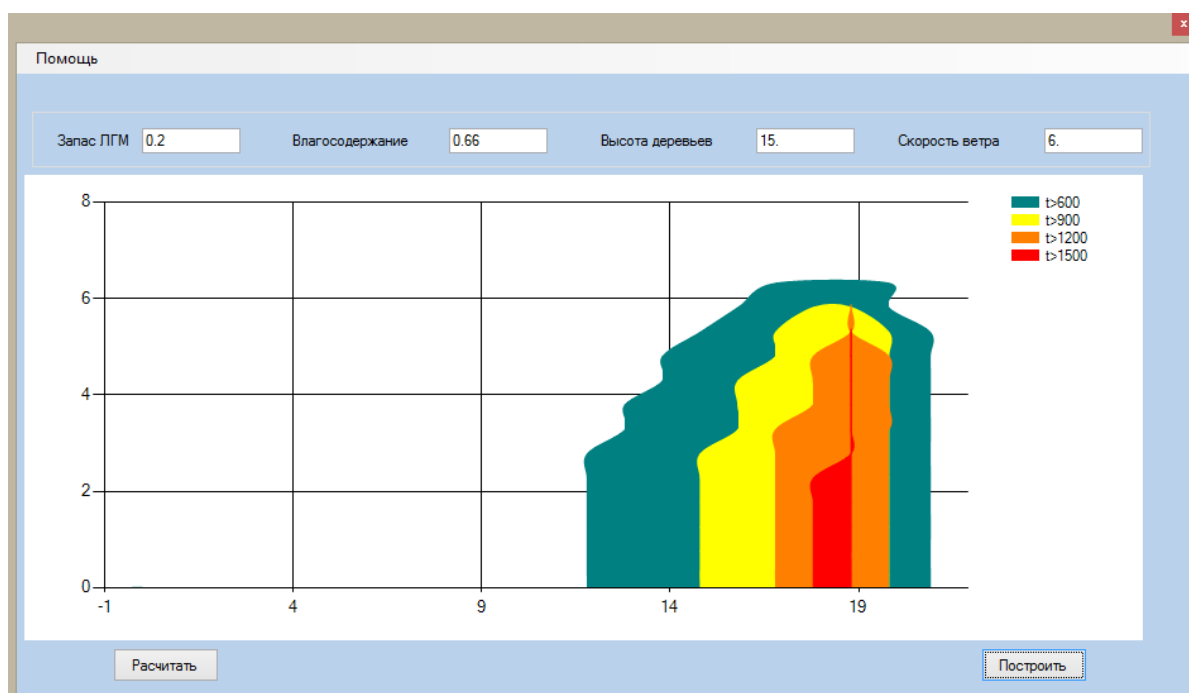 x
Помощь
Запас ЛГМ 0.2 Влагосодержание 0.66 Высота деревьев 15. Скорость ветра 6.
8
6
4
2
0
-1 4 9 14 19
t>600
t>900
t>1200
t>1500
Расчитать Построить